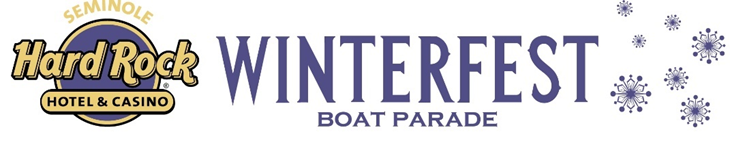 SEMINOLE
Hard Rock
HOTEL & CASINO
®
WINTERFEST
BOAT PARADE